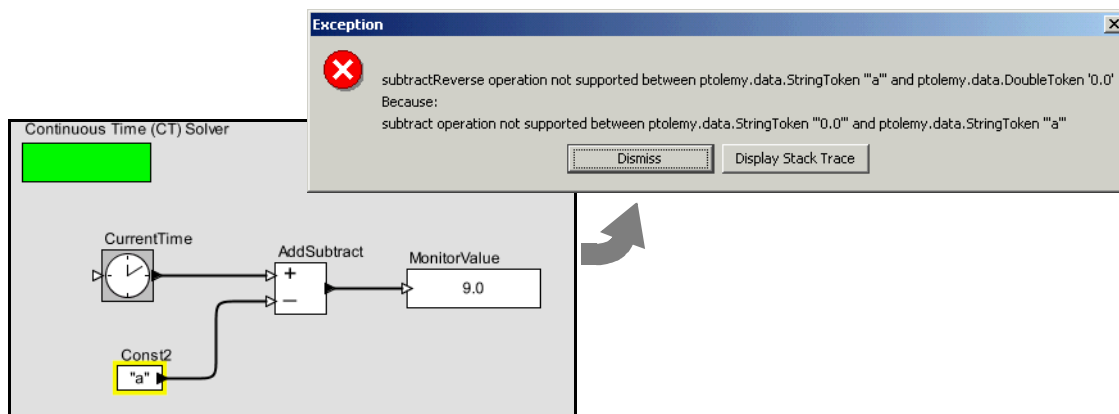 Exception
subtractReverse operation not supported between ptolemy.data.StringToken '"a"' and ptolemy.data.DoubleToken '0.0'
Because:
subtract operation not supported between ptolemy.data.StringToken '"0.0"' and ptolemy.data.StringToken '"a"'
Dismiss
Display Stack Trace
Continuous Time (CT) Solver
CurrentTime
AddSubtract
+
–
MonitorValue
9.0
Const2
"a"